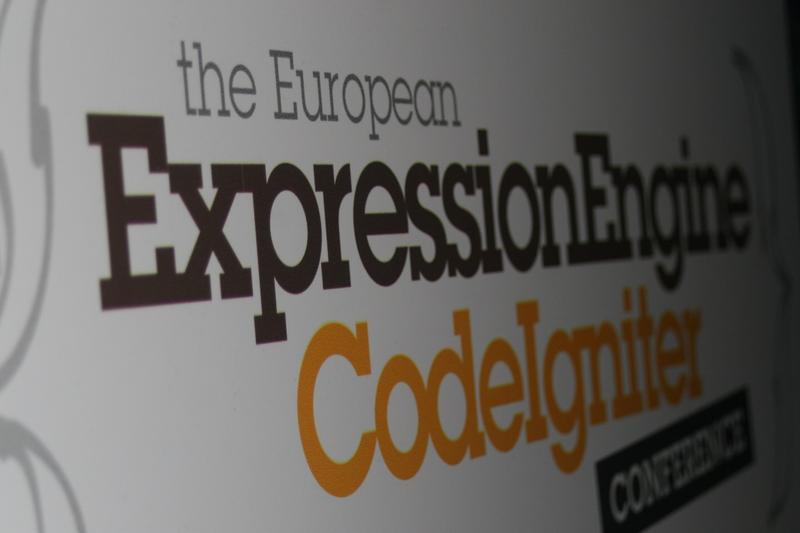 the European
ExpressionEngine
CodeIgniter
CONFERENCE